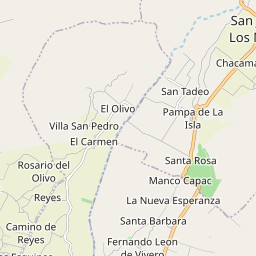 San
Los
Chacama
San Tadeo
El Olivo
Pampa de La
Isla
Villa San Pedro
El Carmen
Santa Rosa
Rosario del
Olivo
Manco Capac
Reyes
La Nueva Esperanza
Santa Barbara
Camino de
Reyes
Fernando Leon
de Vivero